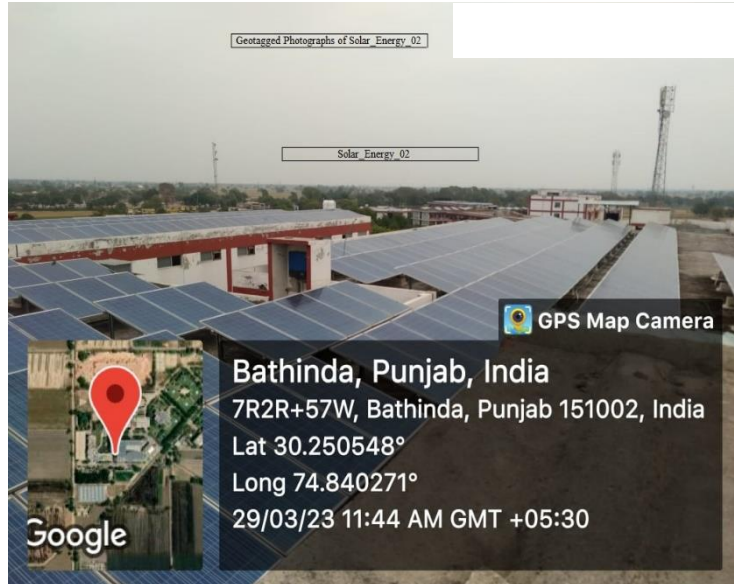 Geotagged Photographs of Solar_Energy_02
Solar_Energy_02
GPS Map Camera
Bathinda, Punjab, India
7R2R+57W, Bathinda, Punjab 151002, India
Lat 30.250548°
Long 74.840271°
29/03/23 11:44 AM GMT +05:30
Google